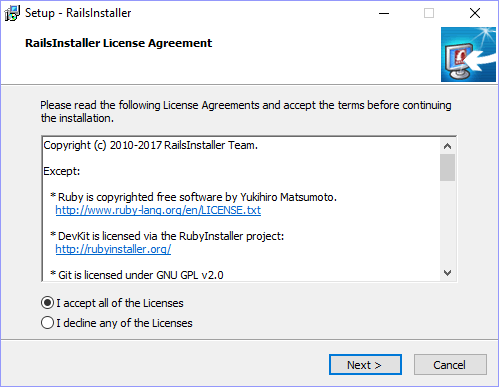 Setup - RailsInstaller
RailsInstaller License Agreement
Please read the following License Agreements and accept the terms before continuing
the installation.
Copyright (c) 2010-2017 RailsInstaller Team.
Except:
* Ruby is copyrighted free software by Yukihiro Matsumoto.
http://www.ruby-lang.org/en/LICENSE.txt
* DevKit is licensed via the RubyInstaller project:
http://rubyinstaller.org/
* Git is licensed under GNU GPL v2.0
I accept all of the Licenses
I decline any of the Licenses
Next >
Cancel